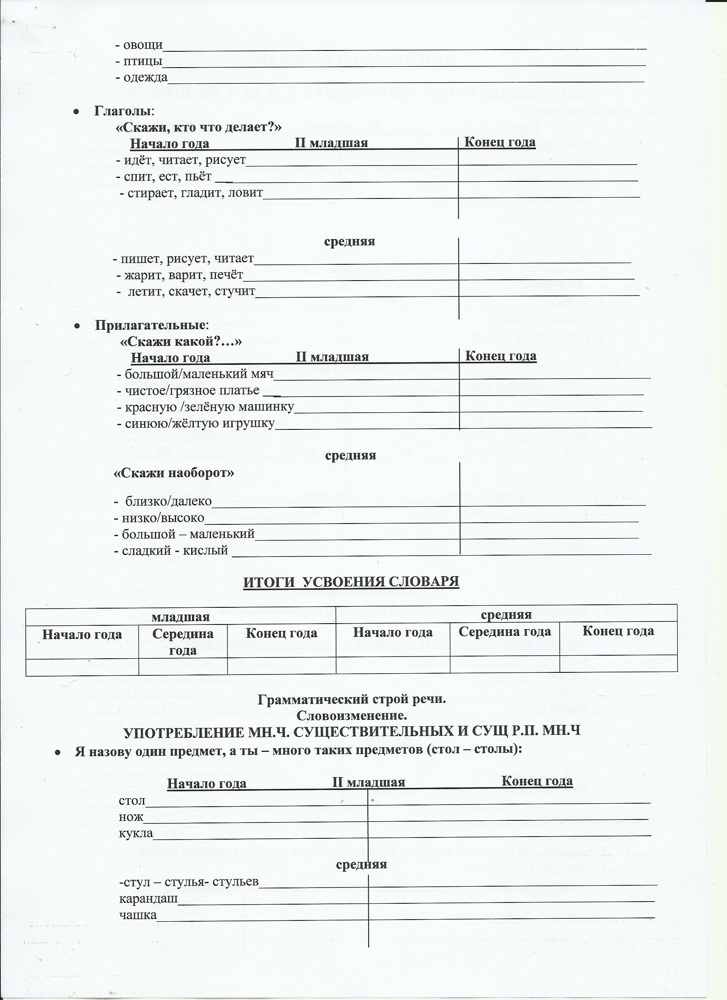 - овощи
- птицы
- одежда
• Глаголы:
«Скажи, кто что делает?»
Начало года II младшая Конец года
- идёт, читает, рисует
- спит, ест, пьёт
- стирает, гладит, ловит
средняя
- пишет, рисует, читает
- жарит, варит, печёт
- летит, скачет, стучит
• Прилагательные:
«Скажи какой?...»
Начало года II младшая Конец года
- большой/маленький мяч
- чистое/грязное платье
- красную /зелёную машинку
- синюю/жёлтую игрушку
средняя
«Скажи наоборот»
- близко/далеко
- низко/высоко
- большой – маленький
- сладкий - кислый
ИТОГИ УСВОЕНИЯ СЛОВАРЯ
младшая средняя
Начало года Середина года Конец года Начало года Середина года Конец года
Грамматический строй речи.
Словоизменение.
УПОТРЕБЛЕНИЕ МН.Ч. СУЩЕСТВИТЕЛЬНЫХ И СУЩ Р.П. МН.Ч
• Я назову один предмет, а ты – много таких предметов (стол – столы):
Начало года II младшая Конец года
стол
нож
кукла
средняя
-стул – стулья- стульев
карандаш
чашка